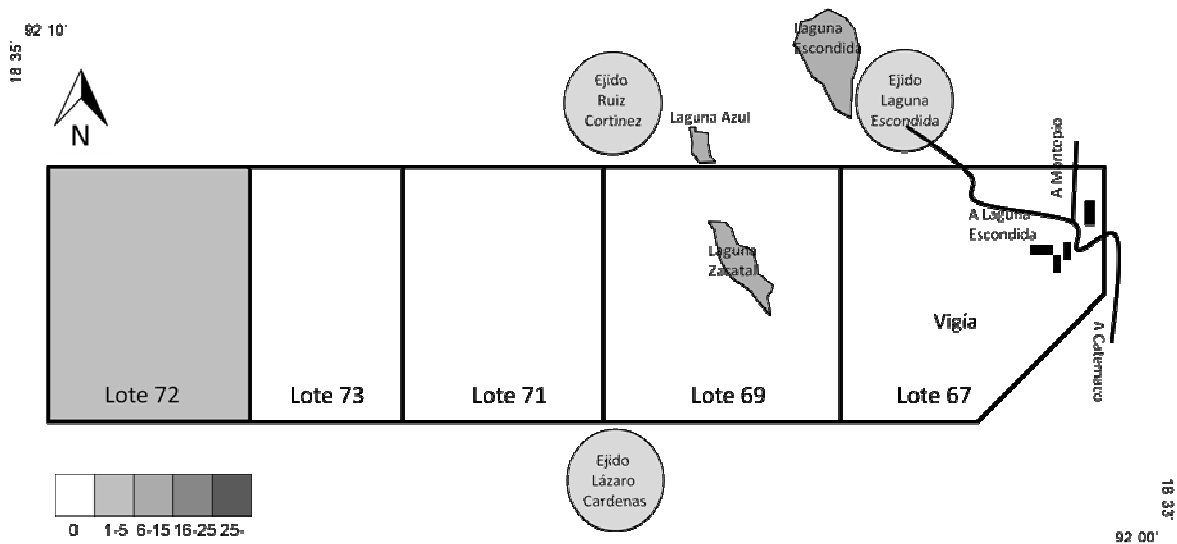 92 10´
18 35´
N
Laguna
Escondida
Ejido
Ruiz
Cortinez
Laguna Azul
Ejido
Laguna
Escondida
A Montepio
A Laguna
Escondida
Laguna
Zacatal
Vigía
A Catemaco
Lote 72
Lote 73
Lote 71
Lote 69
Lote 67
Ejido
Lázaro
Cardenas
0 1-5 6-15 16-25 25-
18 33´
92 00´